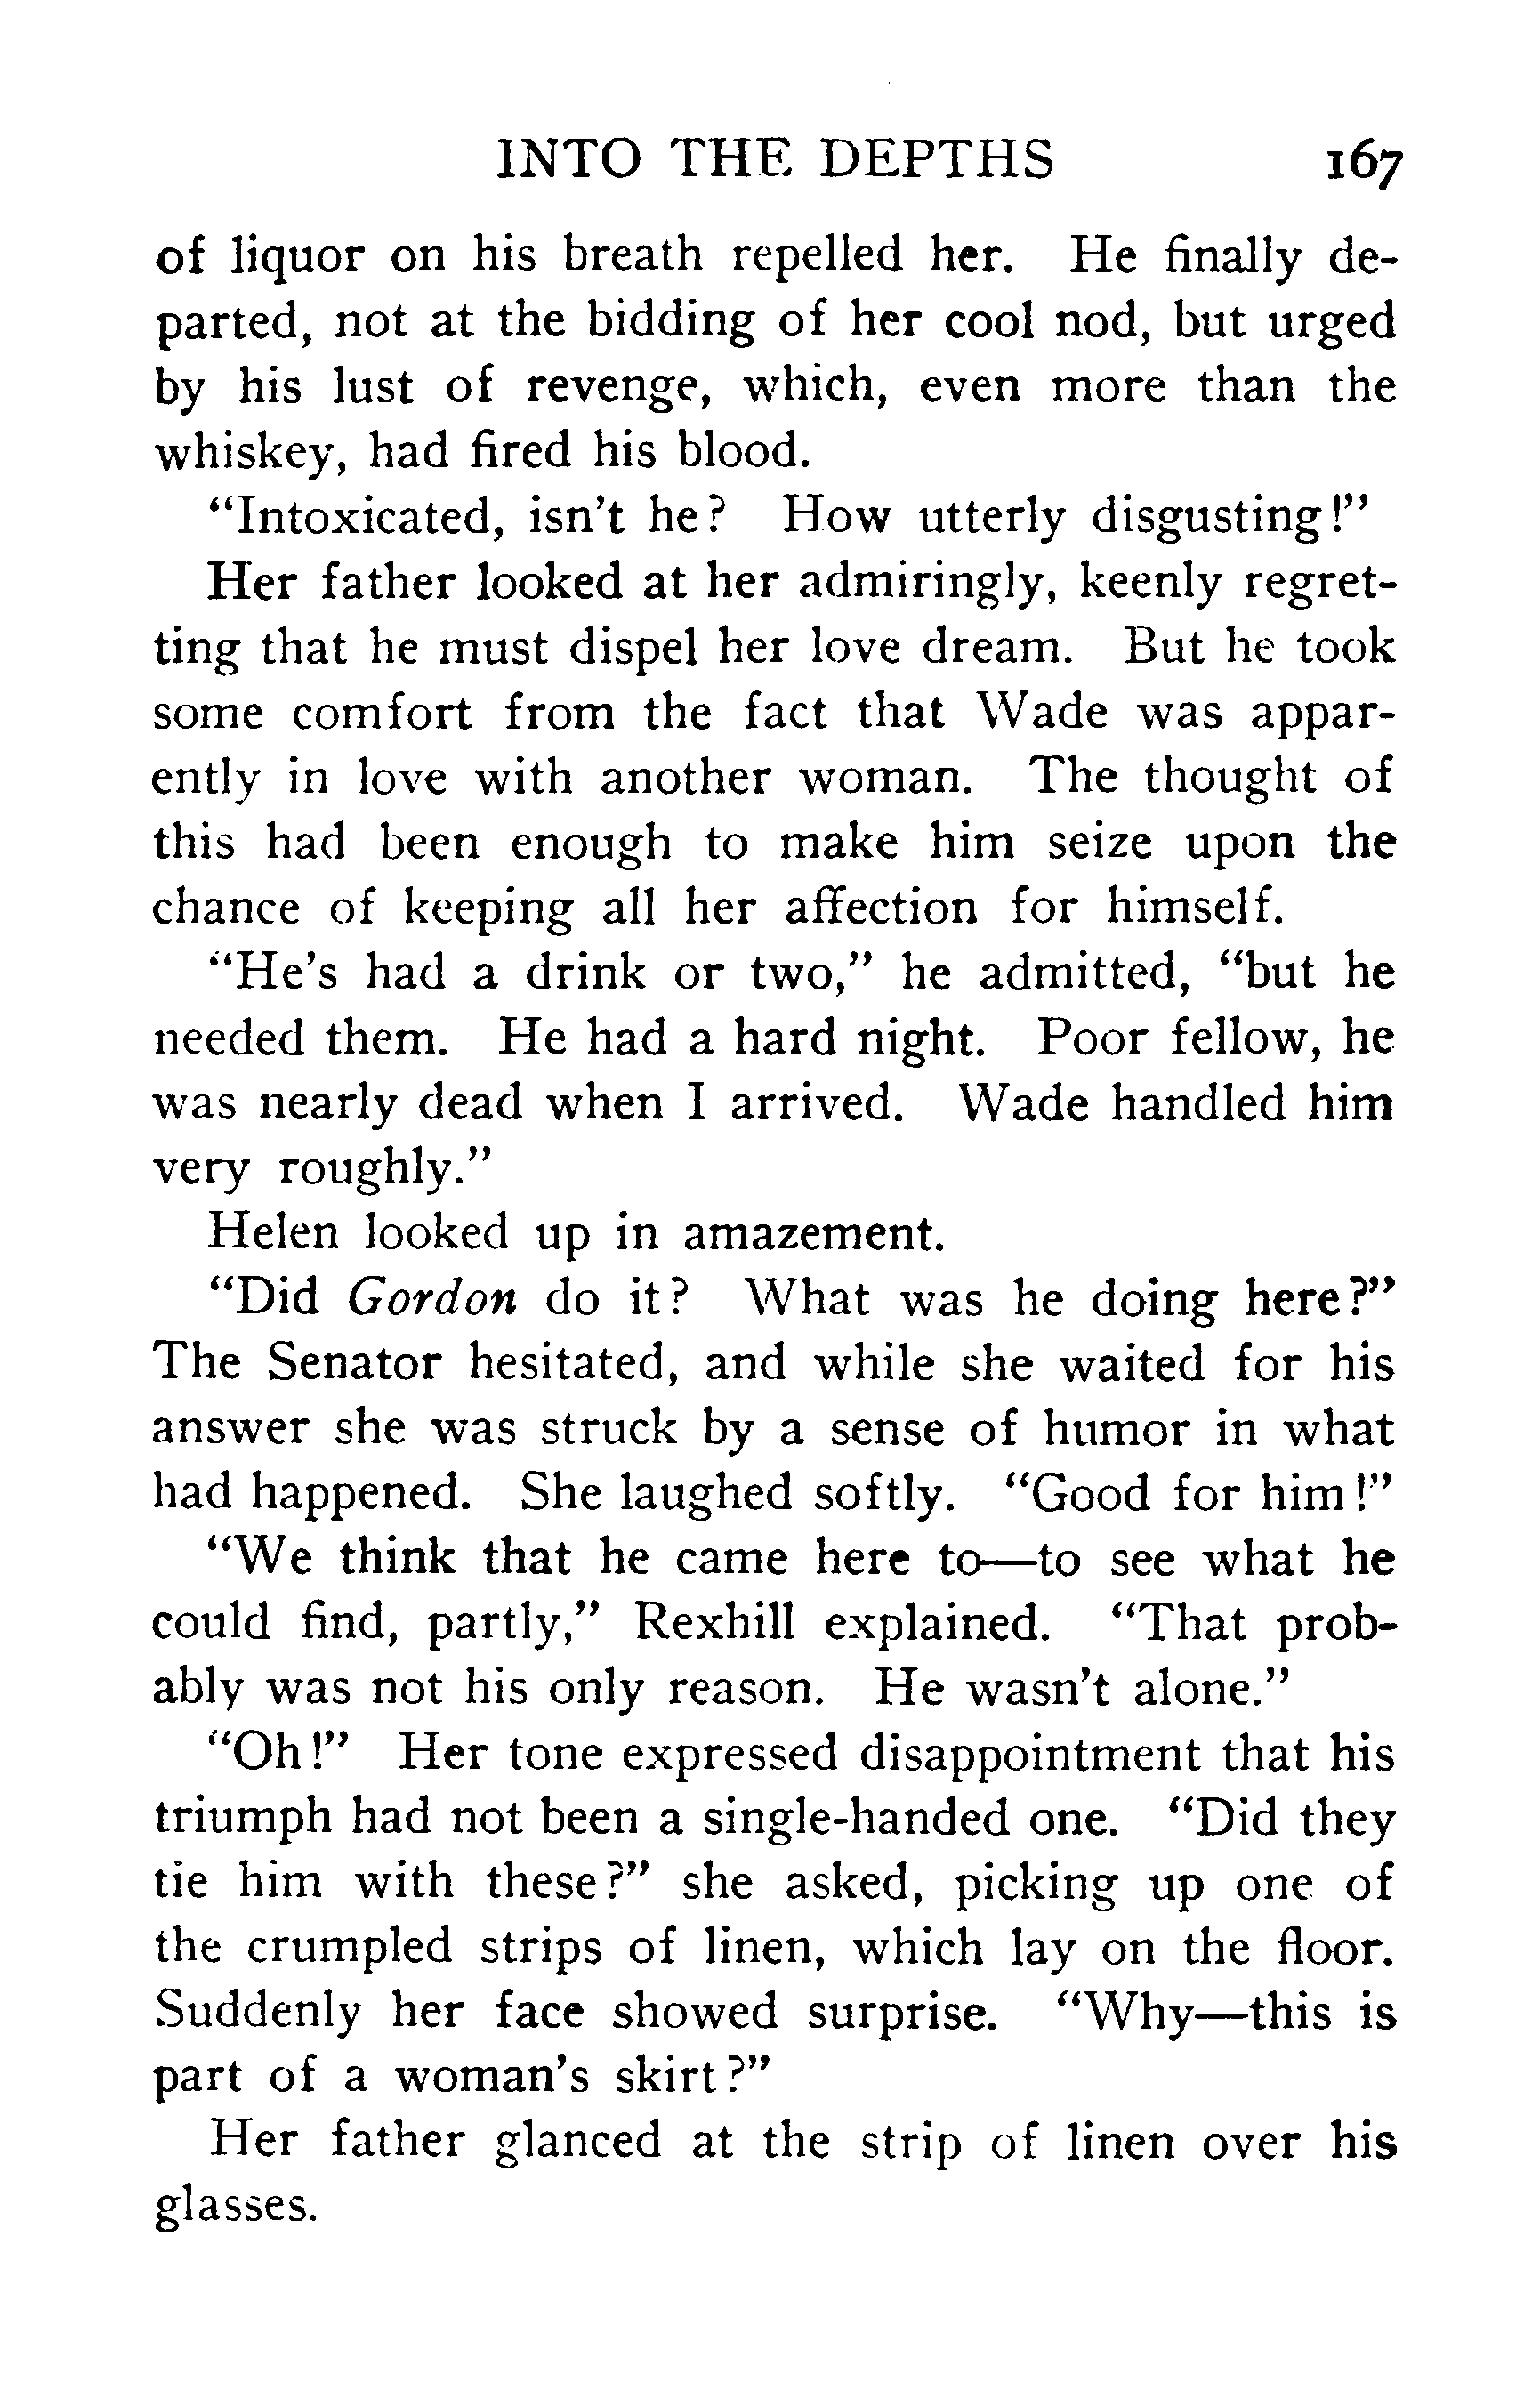 INTO THE DEPTHS 167
of liquor on his breath repelled her. He finally de-
parted, not at the bidding of her cool nod, but urged
by his lust of revenge, which, even more than the
whiskey, had fired his blood.
"Intoxicated, isn't he? How utterly disgusting!"
Her father looked at her admiringly, keenly regret-
ting that he must dispel her love dream. But he took
some comfort from the fact that Wade was appar-
ently in love with another woman. The thought of
this had been enough to make him seize upon the
chance of keeping all her affection for himself.
"He's had a drink or two," he admitted, "but he
needed them. He had a hard night. Poor fellow, he
was nearly dead when I arrived. Wade handled him
very roughly."
Helen looked up in amazement.
"Did Gordon do it? What was he doing here?"
The Senator hesitated, and while she waited for his
answer she was struck by a sense of humor in what
had happened. She laughed softly. "Good for him!"
"We think that he came here to—to see what he
could find, partly," Rexhill explained. "That prob-
ably was not his only reason. He wasn't alone."
"Oh!" Her tone expressed disappointment that his
triumph had not been a single-handed one. "Did they
tie him with these?" she asked, picking up one of
the crumpled strips of linen, which lay on the floor.
Suddenly her face showed surprise. "Why—this is
part of a woman's skirt?"
Her father glanced at the strip of linen over his
glasses.